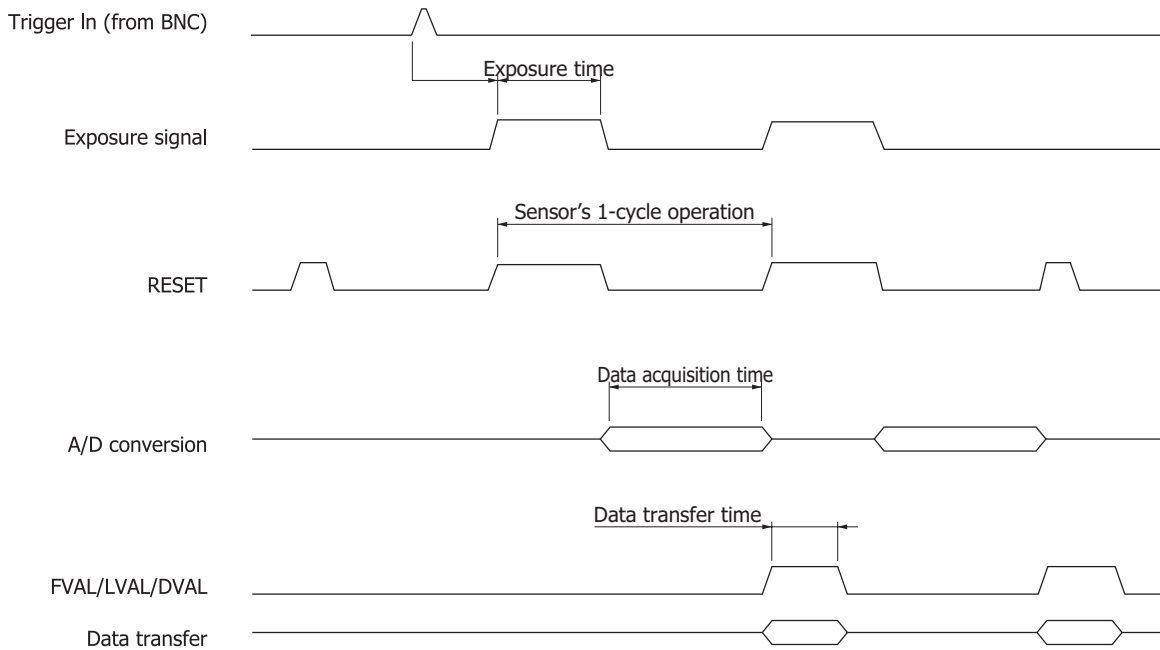 Trigger In (from BNC)
Exposure time
Exposure signal
Sensor's 1-cycle operation
RESET
Data acquisition time
A/D conversion
Data transfer time
FVAL/LVAL/DVAL
Data transfer